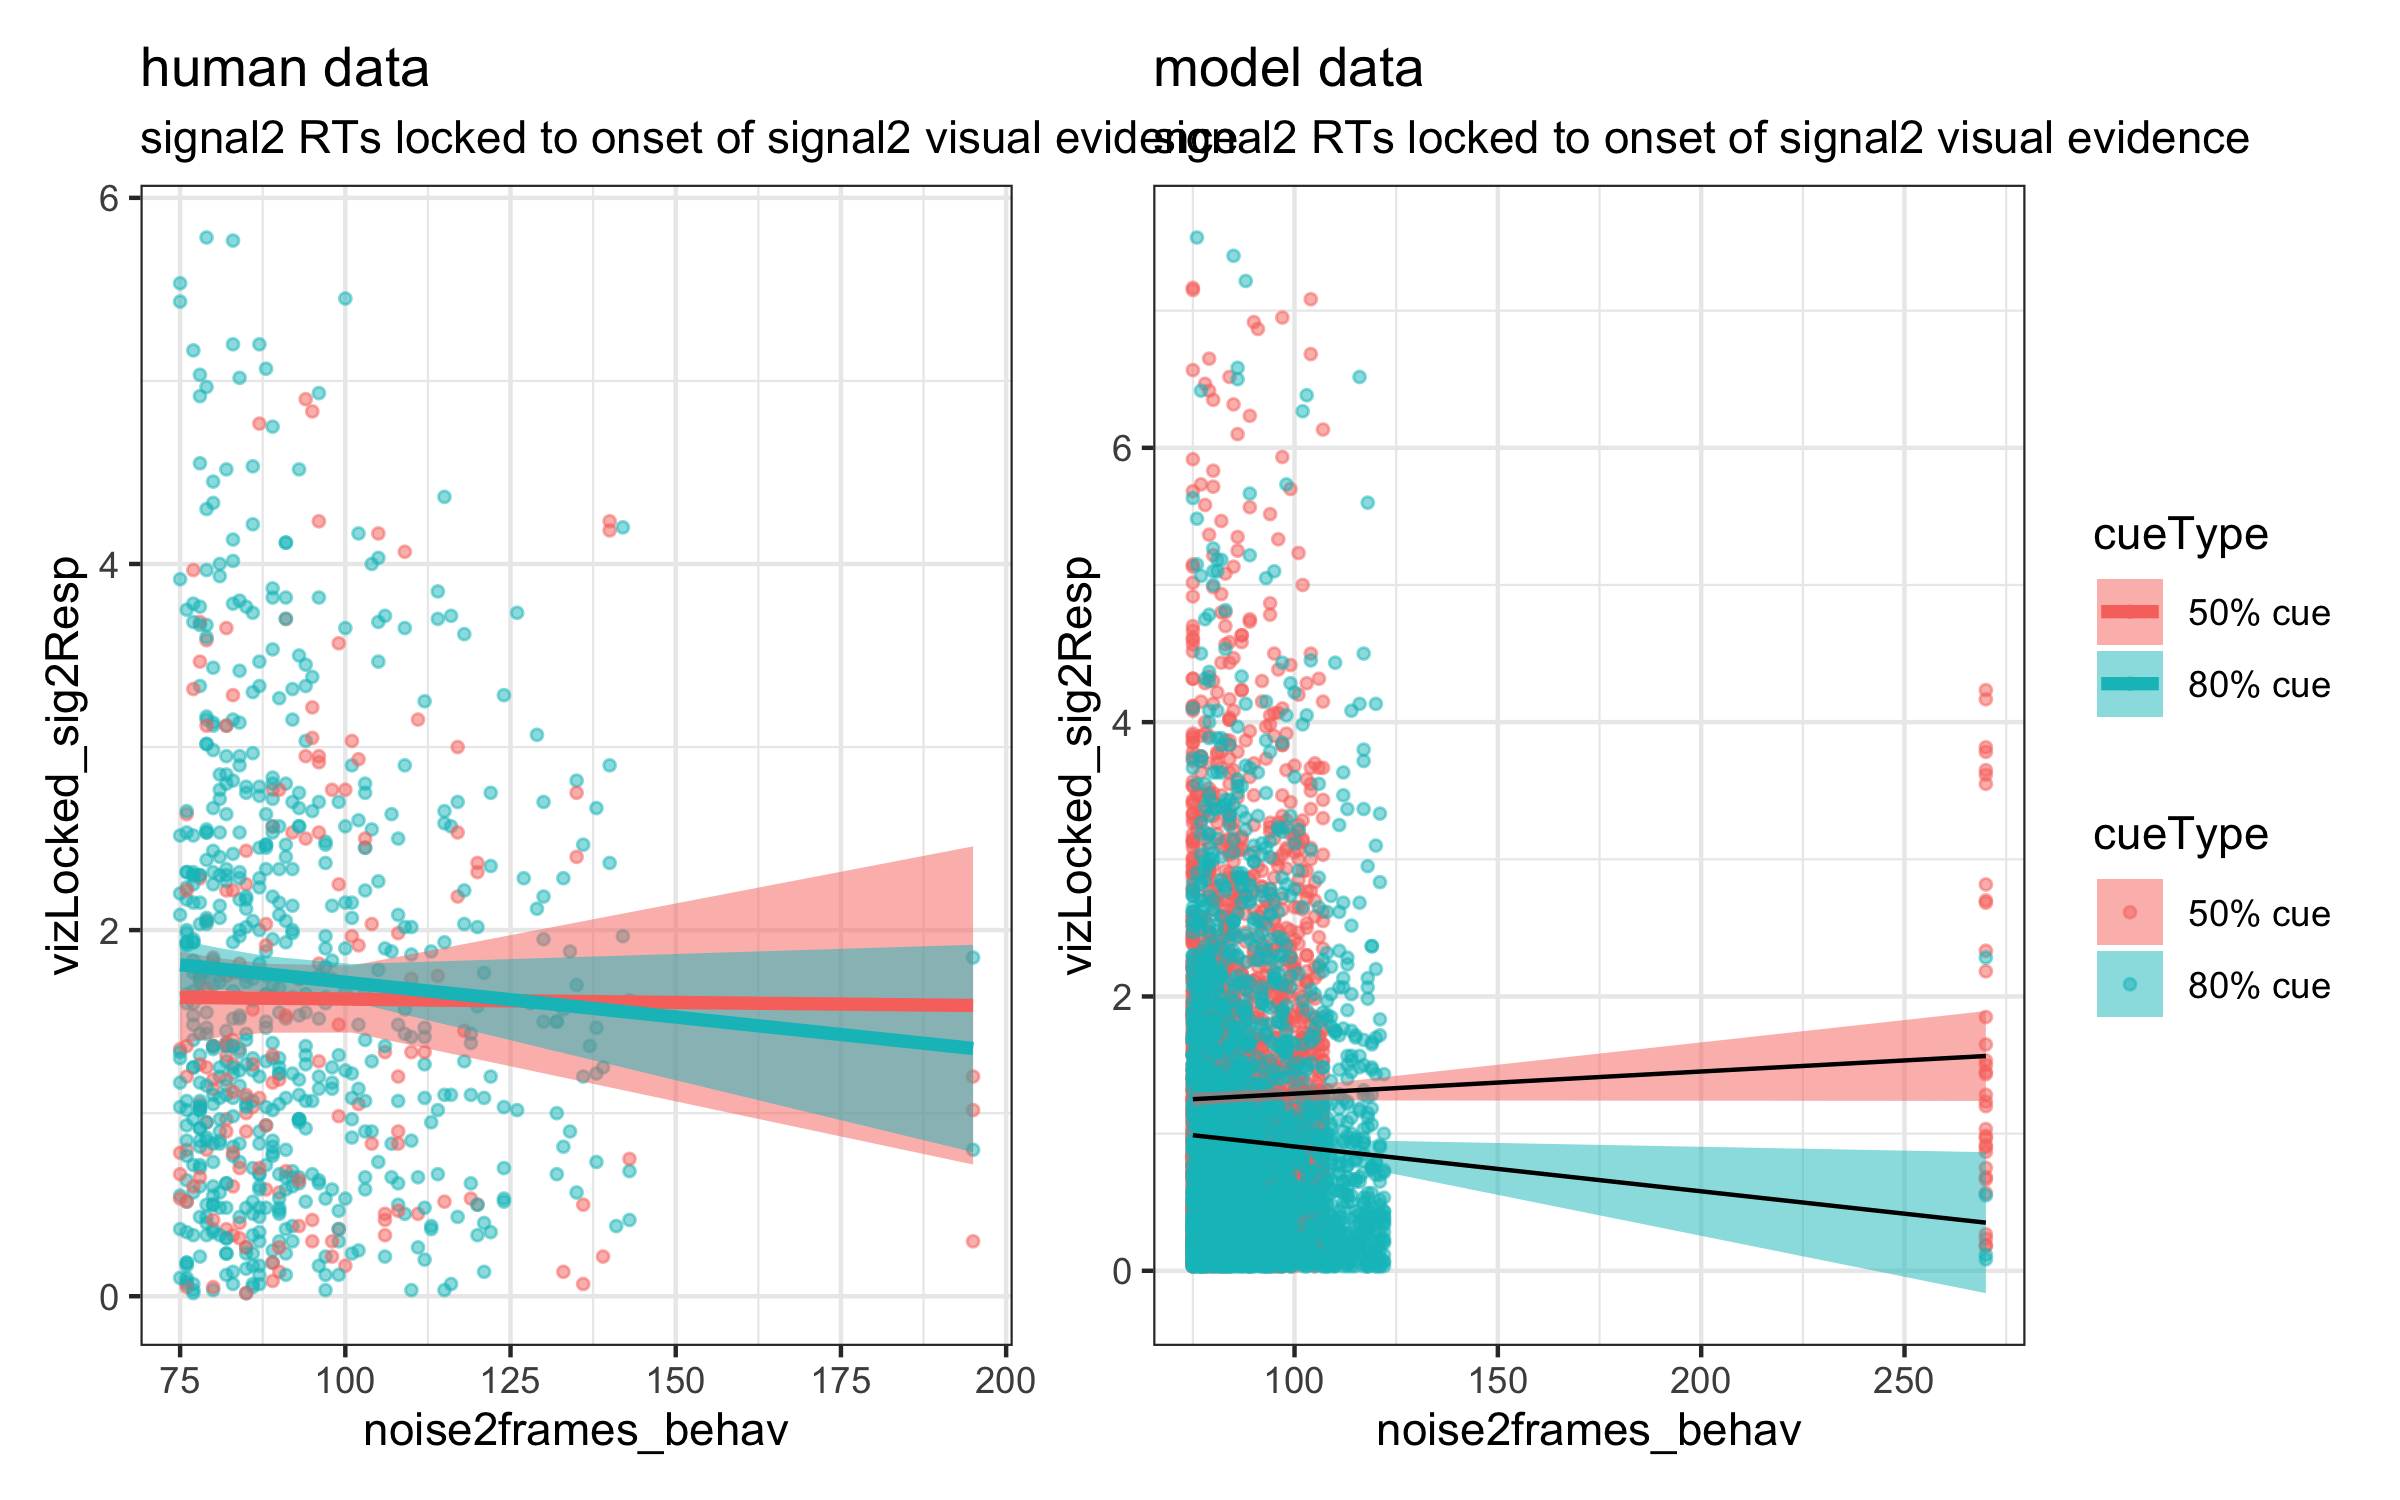 human data
signal2 RTs locked to onset of signal2 visual evidence
6
4
2
0
75 100 125 150 175 200
noise2frames_behav
vizLocked_sig2Resp
model data
signal2 RTs locked to onset of signal2 visual evidence
6
4
2
0
100 150 200 250
noise2frames_behav
vizLocked_sig2Resp
cueType
50% cue
80% cue
cueType
50% cue
80% cue